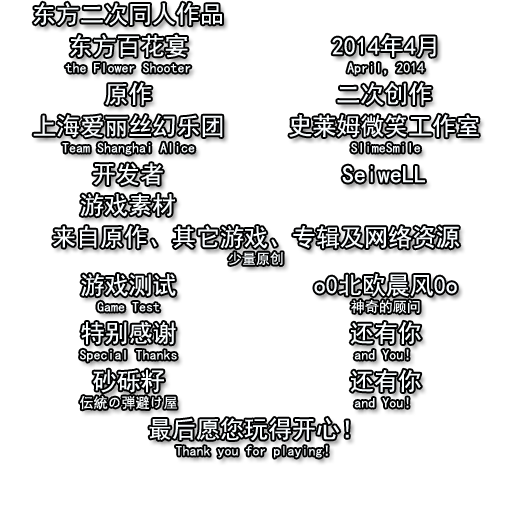 东方二次同人作品
东方百花宴 2014年4月
the Flower Shooter April, 2014
原作 二次创作
上海爱丽丝幻乐团 史莱姆微笑工作室
Team Shanghai Alice SlimeSmile
开发者 SeiweLL
游戏素材
来自原作、其它游戏、专辑及网络资源
少量原创
游戏测试 oO北欧晨风Oo
Game Test 神奇的顾问
特别感谢 还有你
Special Thanks and You!
砂砾籽 还有你
伝統の弾避け屋 and You!
最后愿您玩得开心！
Thank you for playing!